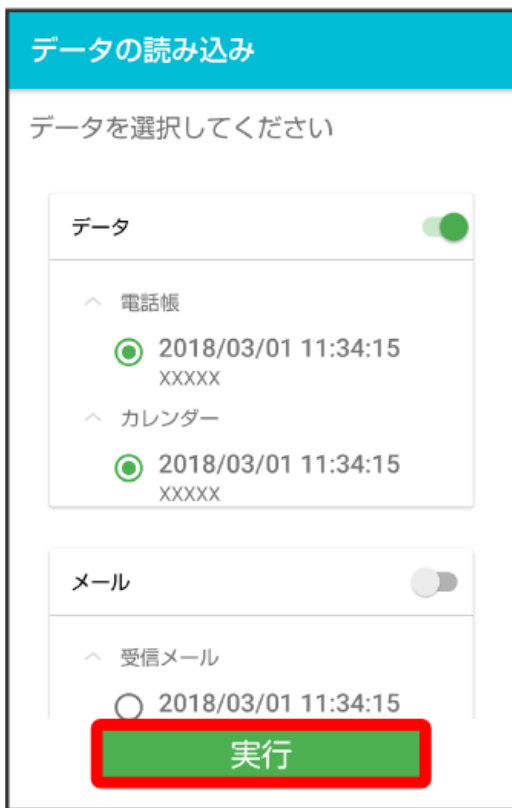 データの読み込み
データを選択してください
データ
電話帳
2018/03/01 11:34:15
XXXXX
カレンダー
2018/03/01 11:34:15
XXXXX
メール
受信メール
2018/03/01 11:34:15
実行